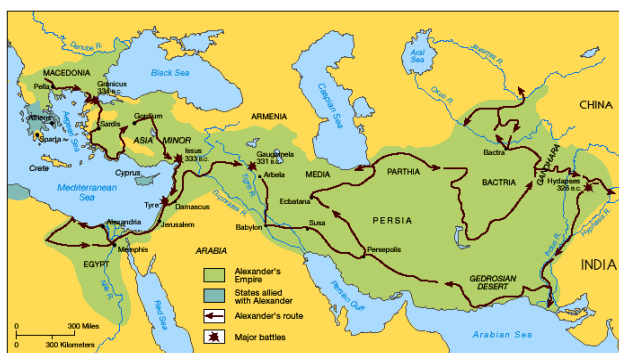 Danube R.
MACEDONIA
Pella
Granicus
334 B.C.
Black Sea
Aral
Sea
Jaxartes R.
Oxus R.
CHINA
Athens
Sparta
Aegean Sea
Sardis
Gordium
ASIA
MINOR
ARMENIA
Caspian Sea
Crete
Cyprus
Issus
333 B.C.
Gaugamela
331 B.C.
Arbela
MEDIA
PARTHIA
Bactra
BACTRIA
GANDHARA
Hydapses
326 B.C.
Mediterranean
Sea
Tyre
Damascus
Jerusalem
Tigris R.
Euphrates R.
Ecbatana
Babylon
Susa
PERSIA
Persepolis
Indus R.
Hyphasis R.
INDIA
Alexandria
Memphis
EGYPT
Nile R.
ARABIA
Red Sea
Persian Gulf
GEDROSIAN
DESERT
Arabian Sea
Alexander's
Empire
States allied
with Alexander
Alexander's route
Major battles
0 300 Miles
0 300 Kilometers